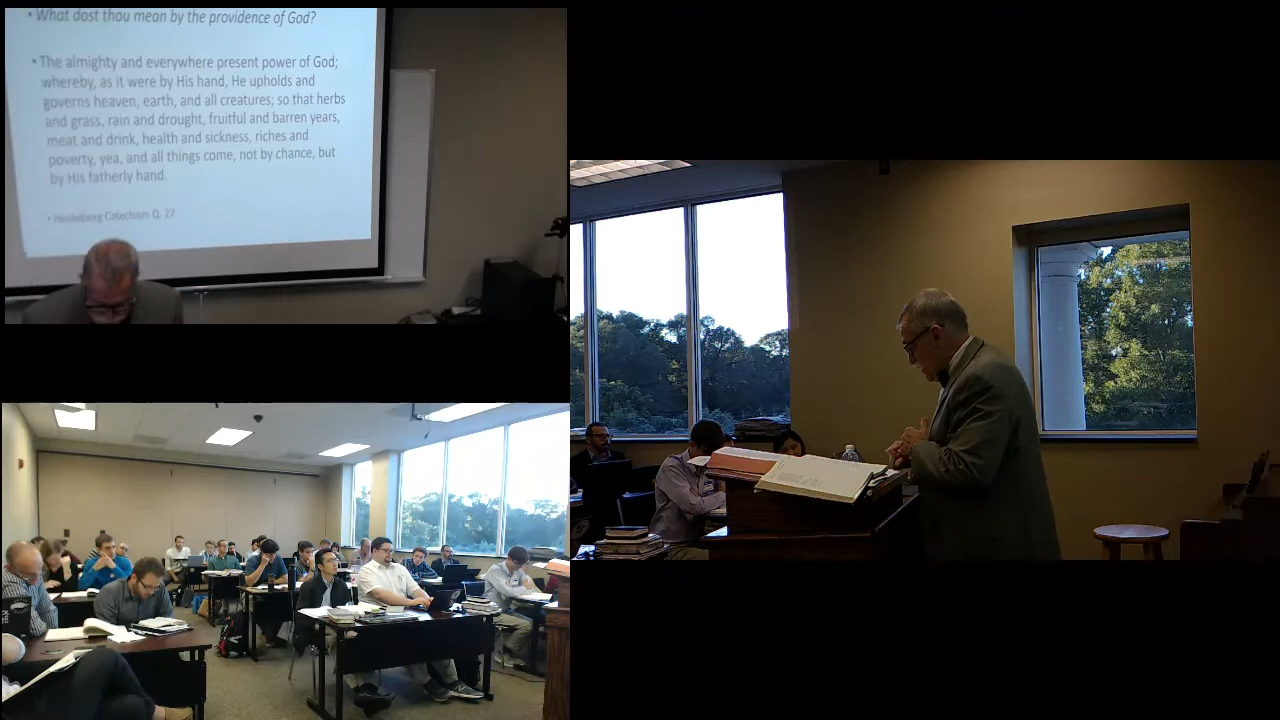 • What dost thou mean by the providence of God?
• The almighty and everywhere present power of God;
whereby, as it were by His hand, He upholds and
governs heaven, earth, and all creatures; so that herbs
and grass, rain and drought, fruitful and barren years,
meat and drink, health and sickness, riches and
poverty, yea, and all things come, not by chance, but
by His fatherly hand.
• Heidelberg Catechism Q. 27